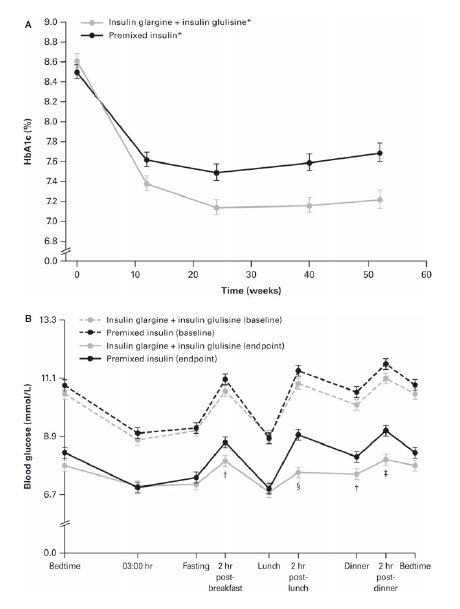 A
Insulin glargine + insulin glulisine*
Premixed insulin*
9.0
8.8
8.6
8.4
8.2
8.0
7.8
7.6
7.4
7.2
7.0
6.8
0.0
HbA1c (%)
0 10 20 30 40 50 60
Time (weeks)
B
Insulin glargine + insulin glulisine (baseline)
Premixed insulin (baseline)
Insulin glargine + insulin glulisine (endpoint)
Premixed insulin (endpoint)
13.3
11.1
8.9
6.7
0.0
Blood glucose (mmol/L)
† § † ‡
Bedtime 03:00 hr Fasting 2 hr Lunch 2 hr Dinner 2 hr Bedtime
post- post- post-
breakfast lunch dinner